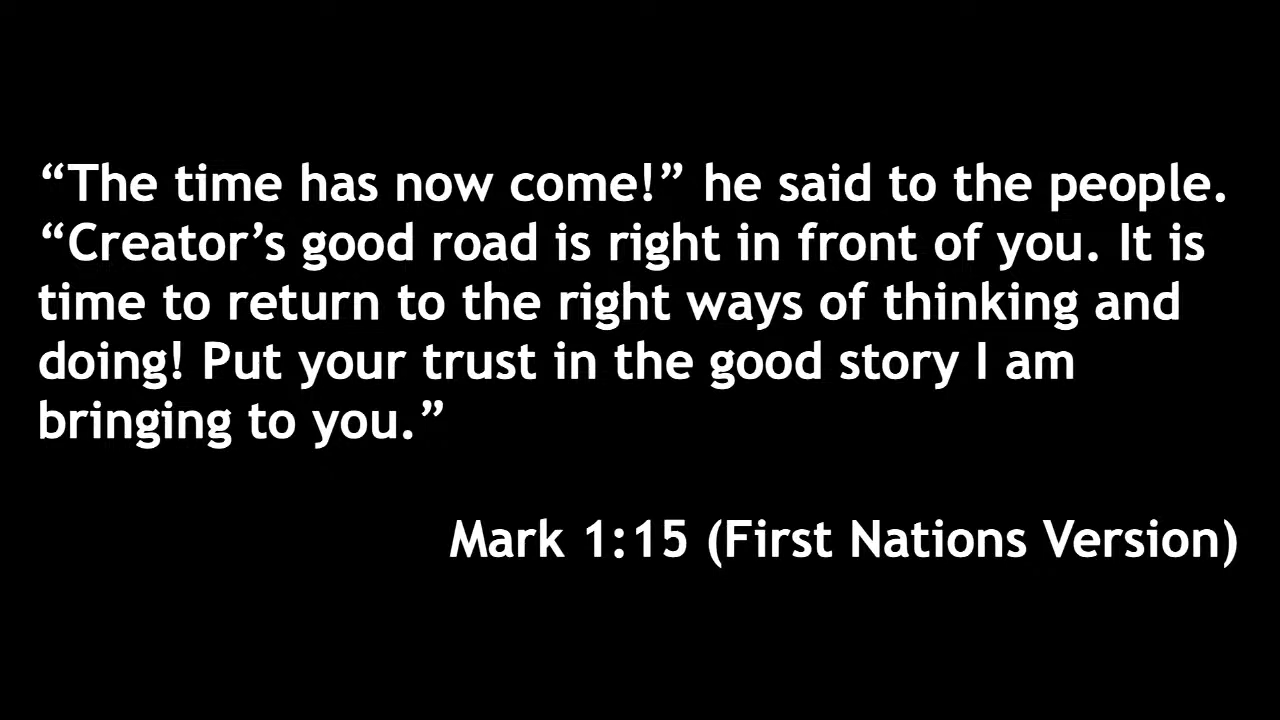 “The time has now come!” he said to the people.
“Creator’s good road is right in front of you. It is
time to return to the right ways of thinking and
doing! Put your trust in the good story I am
bringing to you.”
Mark 1:15 (First Nations Version)